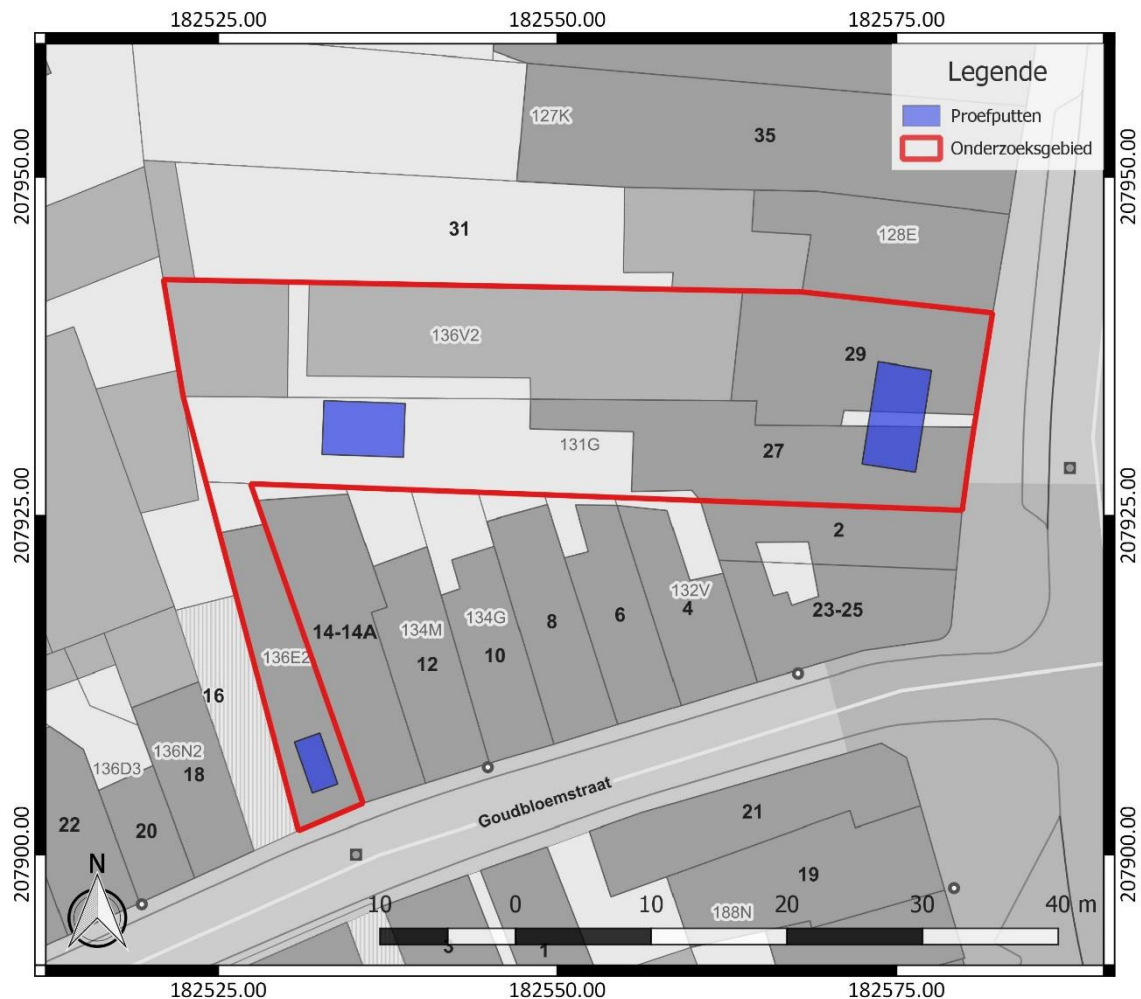 182525.00 182550.00 182575.00
Legende
Proefputten
Onderzoeksgebied
207950.00 207950.00
207925.00 207925.00
207900.00 207900.00
127K
35
31
128E
136V2
29
131G
27
2
132V
4
23-25
6
8
134G
10
134M
12
14-14A
136E2
16
136N2
18
136D3
20
22
Goudbloemstraat
21
19
188N
3
1
N
10 0 10 20 30 40 m
182525.00 182550.00 182575.00